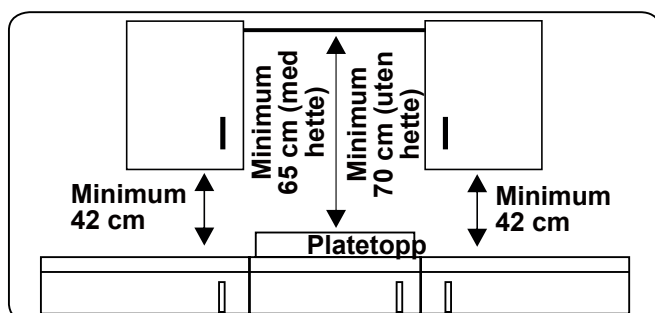 Minimum
42 cm
Minimum
65 cm (med
hette)
Minimum
70 cm (uten
hette)
Minimum
42 cm
Platetopp